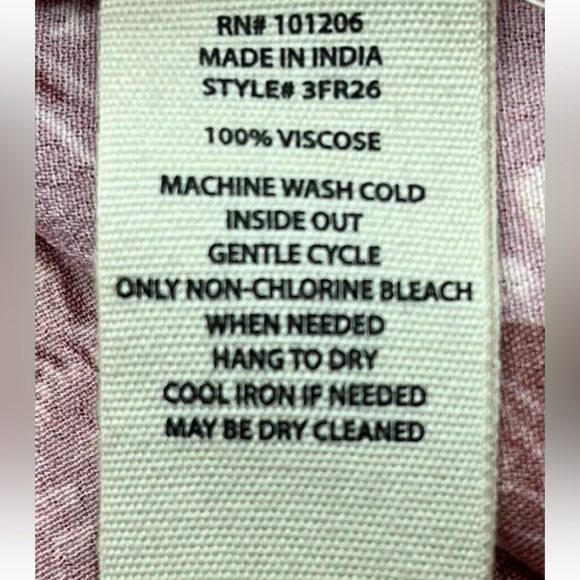 RN# 101206
MADE IN INDIA
STYLE# 3FR26
100% VISCOSE
MACHINE WASH COLD
INSIDE OUT
GENTLE CYCLE
ONLY NON-CHLORINE BLEACH
WHEN NEEDED
HANG TO DRY
COOL IRON IF NEEDED
MAY BE DRY CLEANED